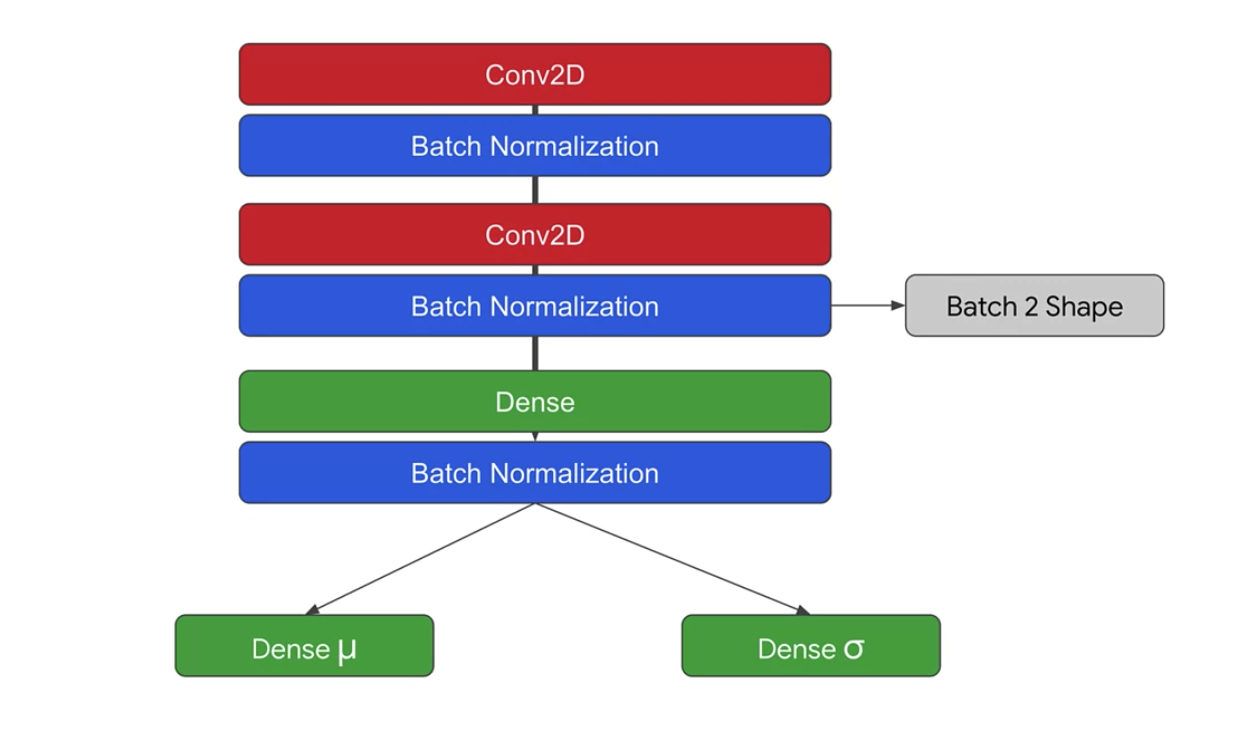 Conv2D
Batch Normalization
Conv2D
Batch Normalization
Batch 2 Shape
Dense
Batch Normalization
Dense μ
Dense σ